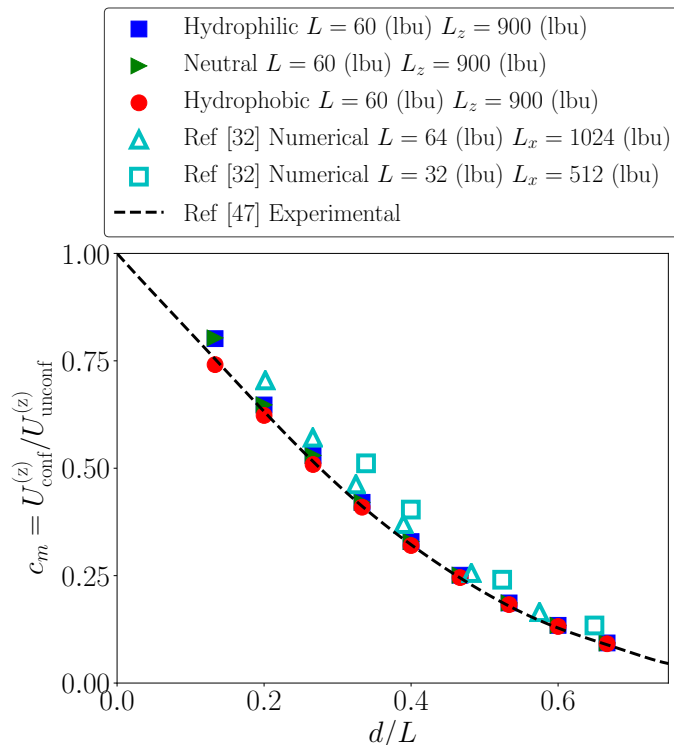 Hydrophilic L = 60 (lbu) L_z = 900 (lbu)
Neutral L = 60 (lbu) L_z = 900 (lbu)
Hydrophobic L = 60 (lbu) L_z = 900 (lbu)
Ref [32] Numerical L = 64 (lbu) L_x = 1024 (lbu)
Ref [32] Numerical L = 32 (lbu) L_x = 512 (lbu)
Ref [47] Experimental
1.00
0.75
0.50
0.25
0.00
c_m = U_conf^(z)/U_unconf^(z)
0.0 0.2 0.4 0.6
d/L